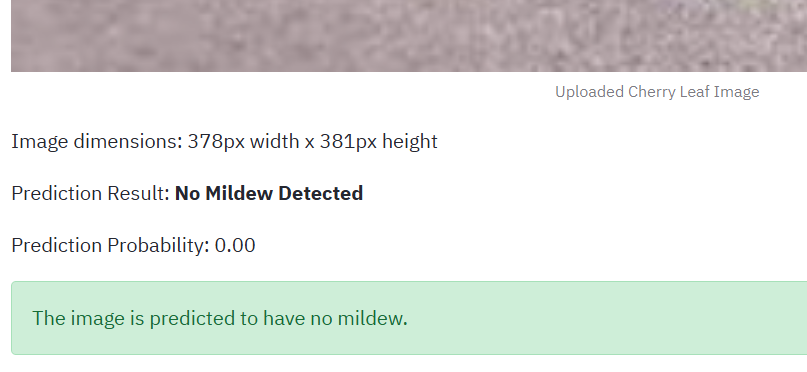 Uploaded Cherry Leaf Image
Image dimensions: 378px width x 381px height
Prediction Result: No Mildew Detected
Prediction Probability: 0.00
The image is predicted to have no mildew.